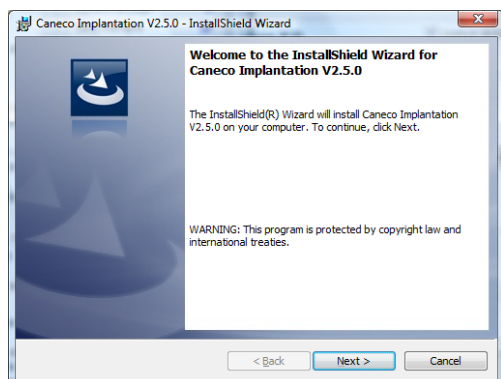 Caneco Implantation V2.5.0 - InstallShield Wizard
Welcome to the InstallShield Wizard for
Caneco Implantation V2.5.0
The InstallShield(R) Wizard will install Caneco Implantation
V2.5.0 on your computer. To continue, click Next.
WARNING: This program is protected by copyright law and
international treaties.
< Back Next > Cancel